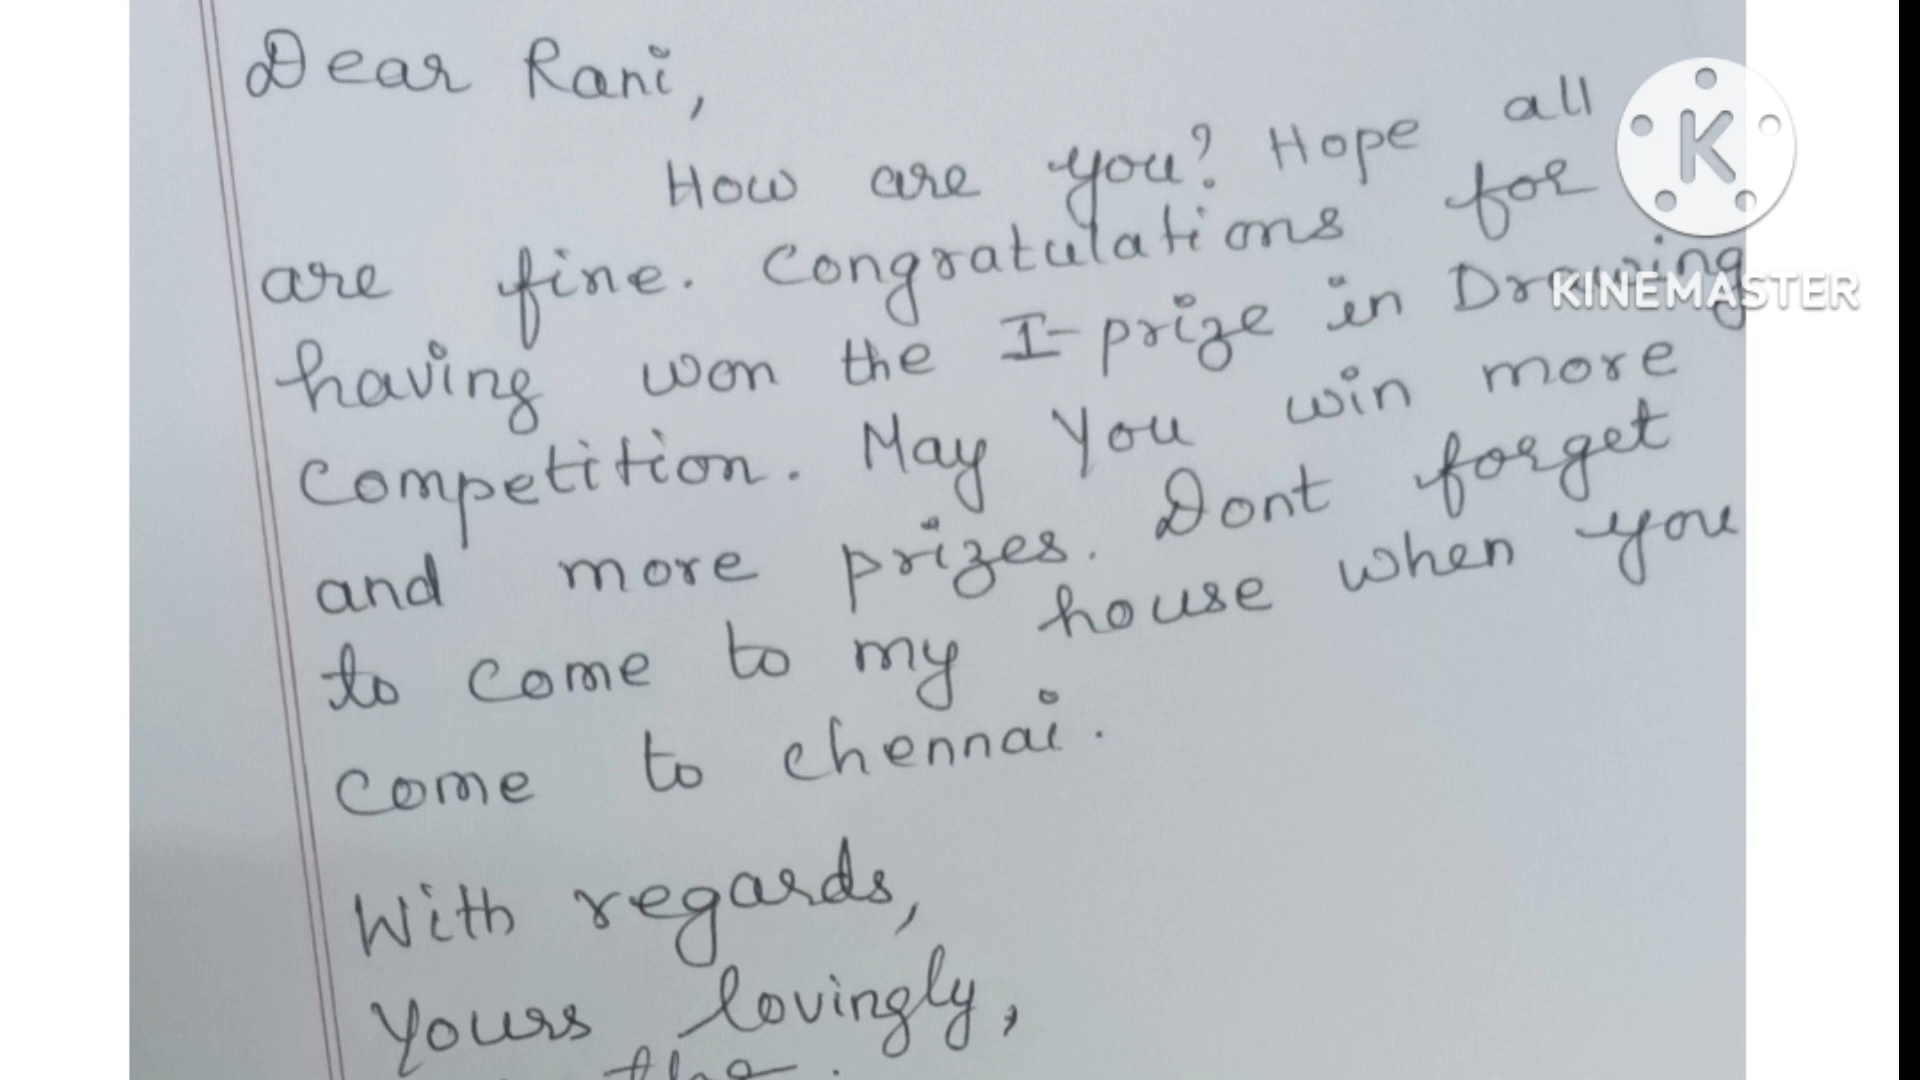 Dear Rani,
How are you? Hope all
are fine. Congratulations for
having won the I-prize in Drawing
Competition. May You win more
and more prizes. Dont forget
to come to my house when you
come to chennai.
With regards,
Yours lovingly,
K
KINEMASTER